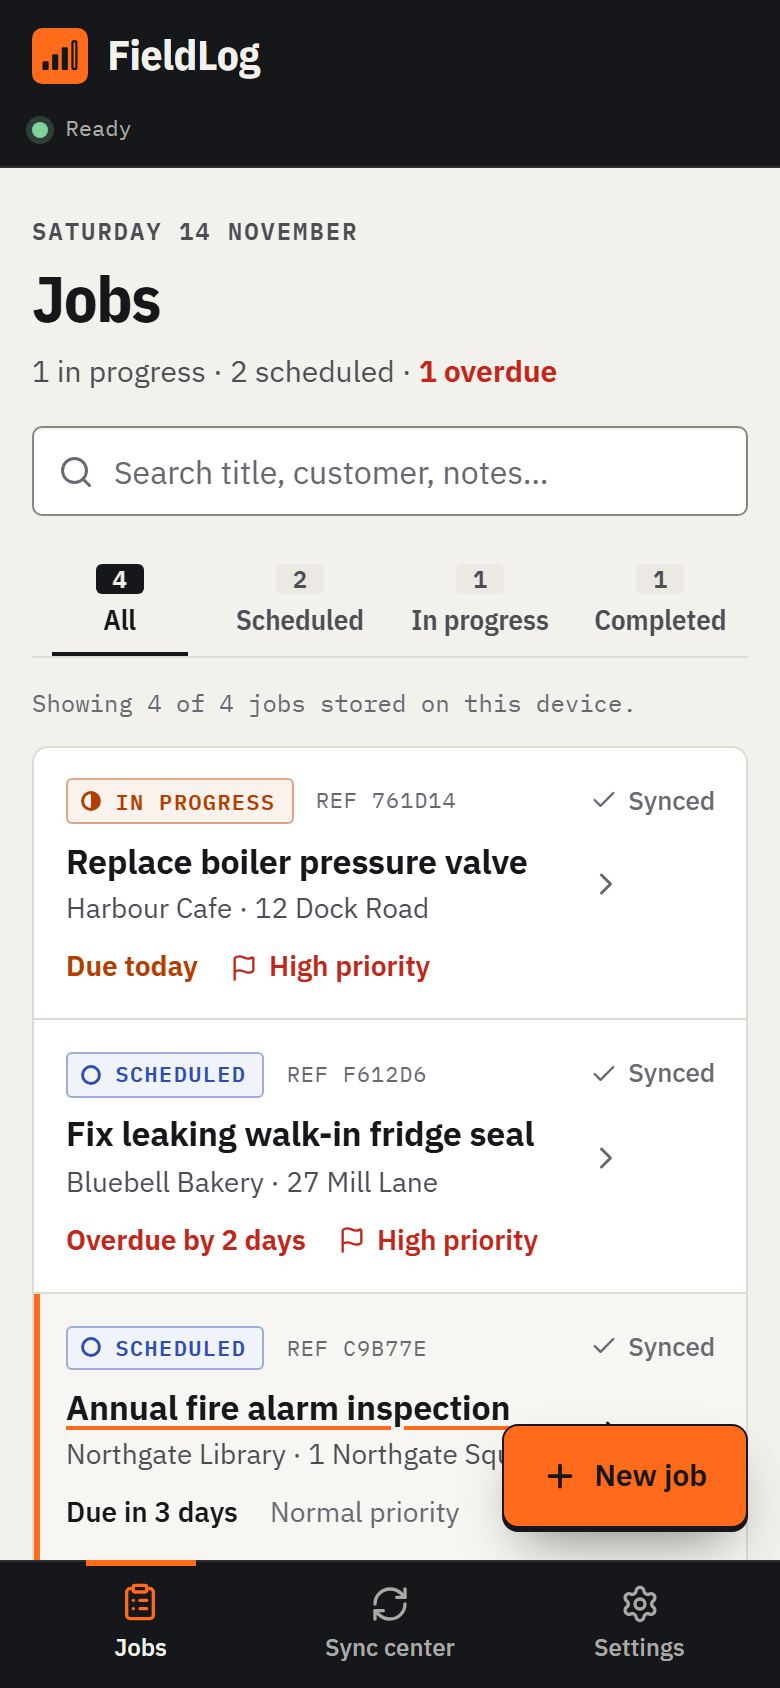 FieldLog
Ready
SATURDAY 14 NOVEMBER
Jobs
1 in progress · 2 scheduled · 1 overdue
Search title, customer, notes...
4
All
2
Scheduled
1
In progress
1
Completed
Showing 4 of 4 jobs stored on this device.
IN PROGRESS REF 761D14 Synced
Replace boiler pressure valve
Harbour Cafe · 12 Dock Road
Due today High priority
SCHEDULED REF F612D6 Synced
Fix leaking walk-in fridge seal
Bluebell Bakery · 27 Mill Lane
Overdue by 2 days High priority
SCHEDULED REF C9B77E Synced
Annual fire alarm inspection
Northgate Library · 1 Northgate
Due in 3 days Normal priority
New job
Jobs
Sync center
Settings